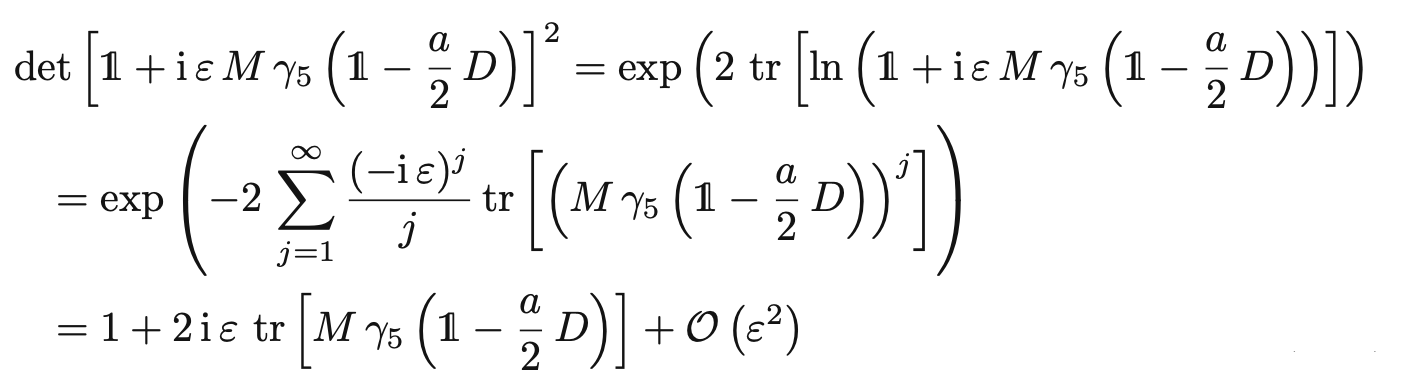 det [𝟙 + i ε M γ₅ (𝟙 − a/2 D)]² = exp (2 tr [ln (𝟙 + i ε M γ₅ (𝟙 − a/2 D))])
= exp (−2 ∑_{j=1}^{∞} (−i ε)^j / j tr [(M γ₅ (𝟙 − a/2 D))^j])
= 1 + 2 i ε tr [M γ₅ (𝟙 − a/2 D)] + 𝒪 (ε²)